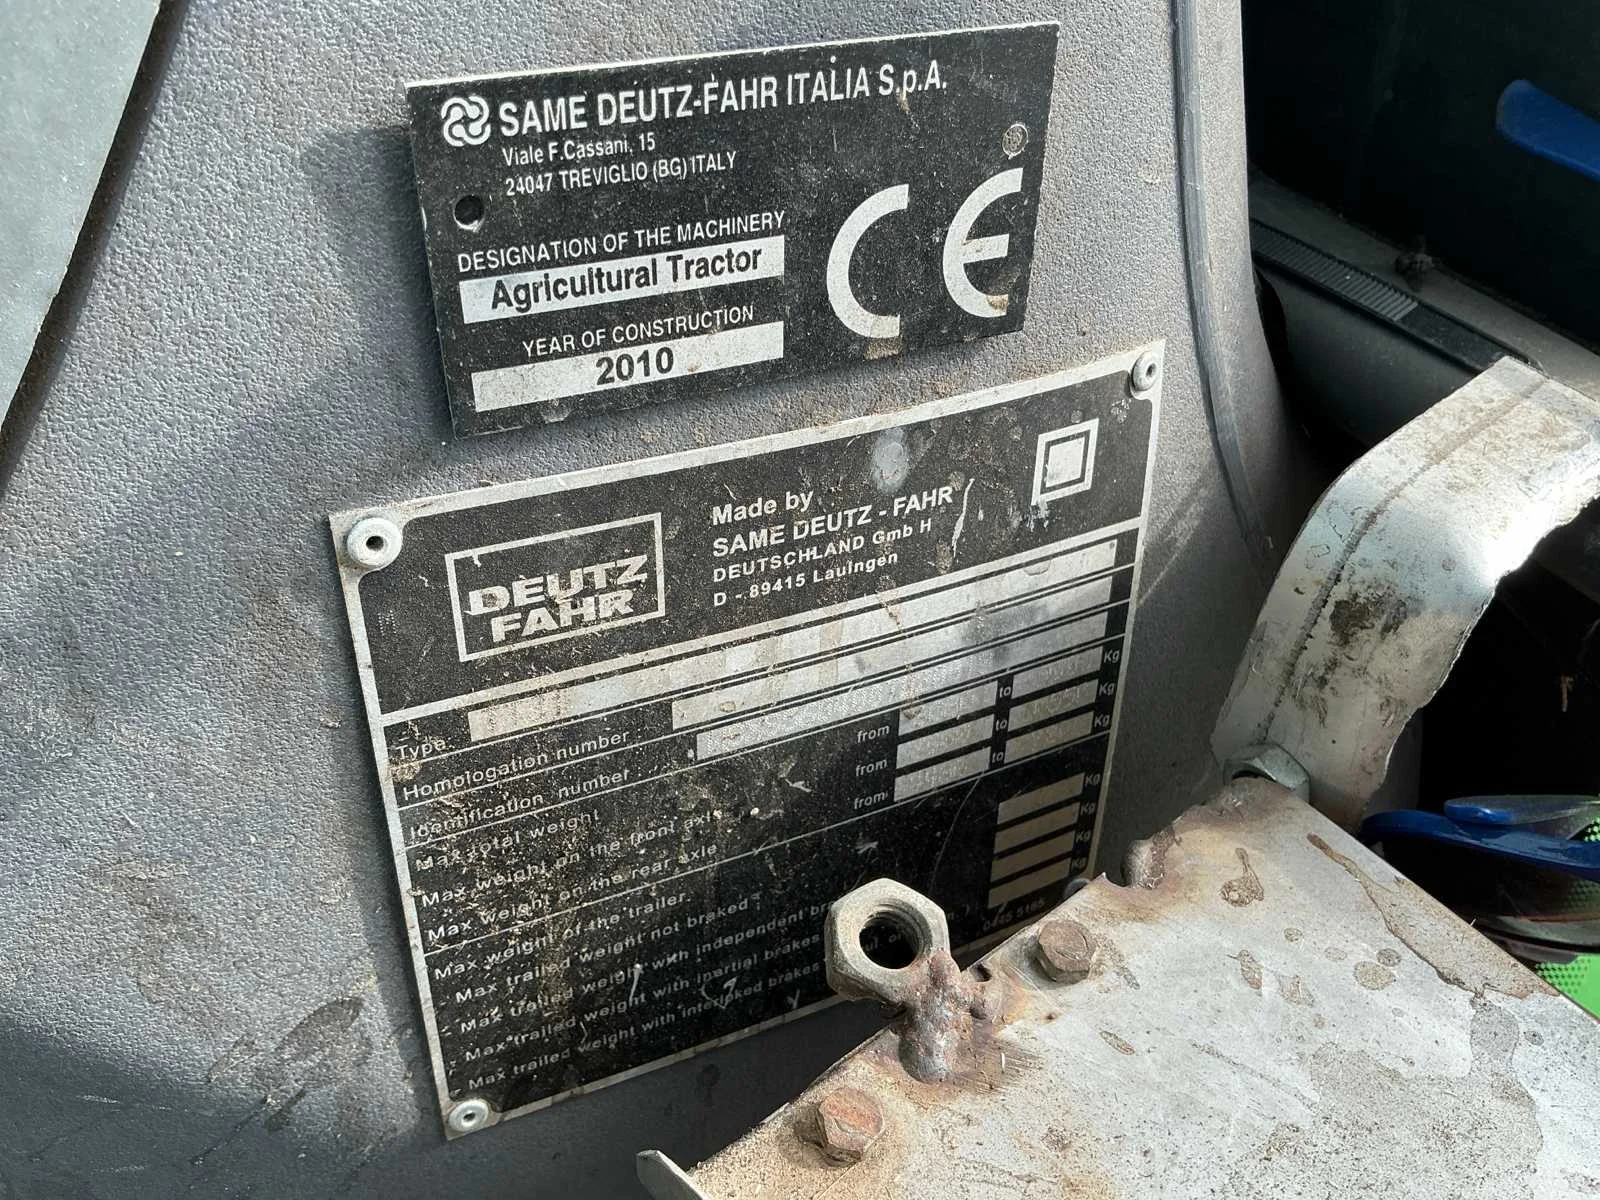 SAME DEUTZ-FAHR ITALIA S.p.A.
Viale F.Cassani, 15
24047 TREVIGLIO (BG) ITALY
DESIGNATION OF THE MACHINERY
Agricultural Tractor
YEAR OF CONSTRUCTION
2010
CE
DEUTZ
FAHR
Made by
SAME DEUTZ - FAHR
DEUTSCHLAND GmbH
D - 89415 Lauingen
Type
Homologation number :
Identification number :
Max total weight from to Kg
Max weight on the front axle from to Kg
Max weight on the rear axle from to Kg
Max weight of the trailer:
- Max trailed weight not braked : Kg
- Max trailed weight with independent Kg
- Max trailed weight with inertial brakes Kg
- Max trailed weight with interlocked brakes Kg